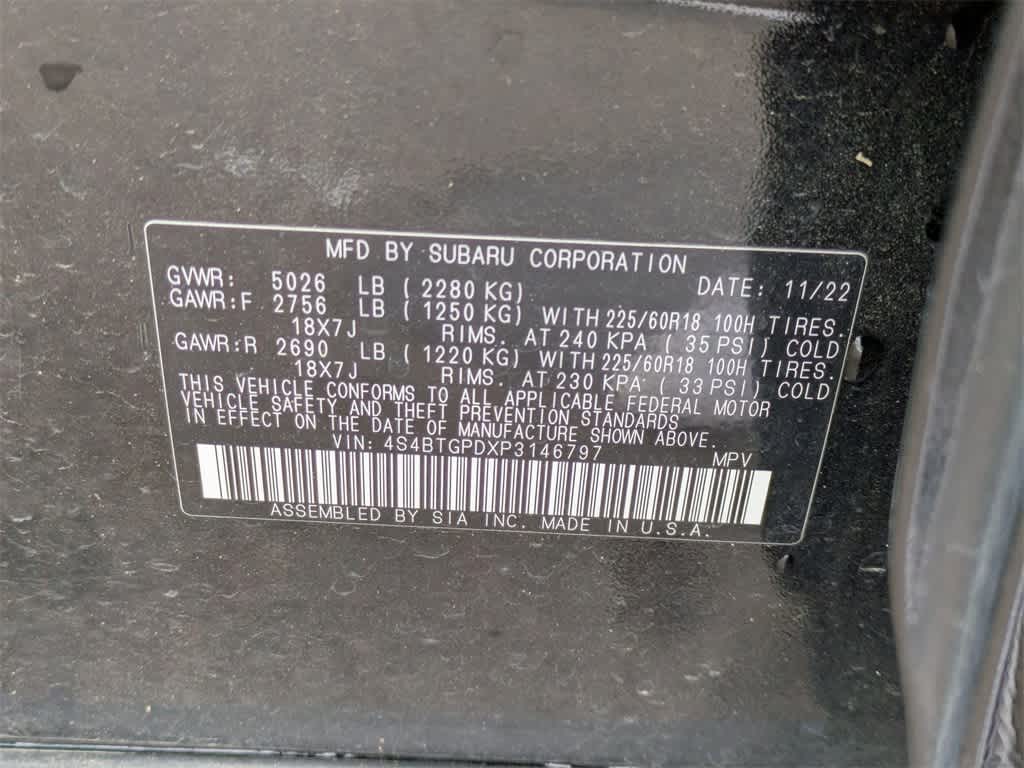 MFD BY SUBARU CORPORATION
GVWR: 5026 LB ( 2280 KG) DATE: 11/22
GAWR:F 2756 LB ( 1250 KG) WITH 225/60R18 100H TIRES.
18X7J RIMS. AT 240 KPA ( 35 PSI) COLD
GAWR:R 2690 LB ( 1220 KG) WITH 225/60R18 100H TIRES.
18X7J RIMS. AT 230 KPA ( 33 PSI) COLD
THIS VEHICLE CONFORMS TO ALL APPLICABLE FEDERAL MOTOR
VEHICLE SAFETY AND THEFT PREVENTION STANDARDS
IN EFFECT ON THE DATE OF MANUFACTURE SHOWN ABOVE.
VIN: 4S4BTGPDXP3146797 MPV
ASSEMBLED BY SIA INC. MADE IN U.S.A.